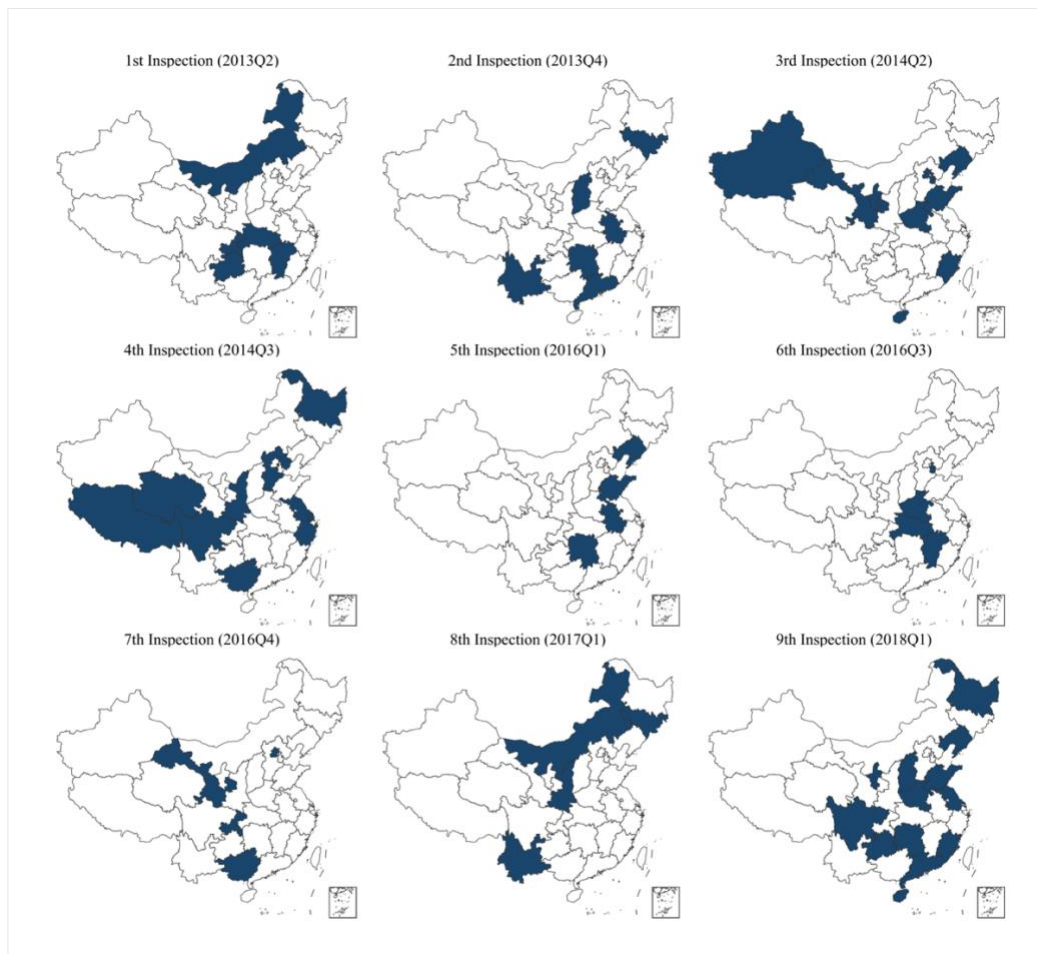 1st Inspection (2013Q2)
2nd Inspection (2013Q4)
3rd Inspection (2014Q2)
4th Inspection (2014Q3)
5th Inspection (2016Q1)
6th Inspection (2016Q3)
7th Inspection (2016Q4)
8th Inspection (2017Q1)
9th Inspection (2018Q1)